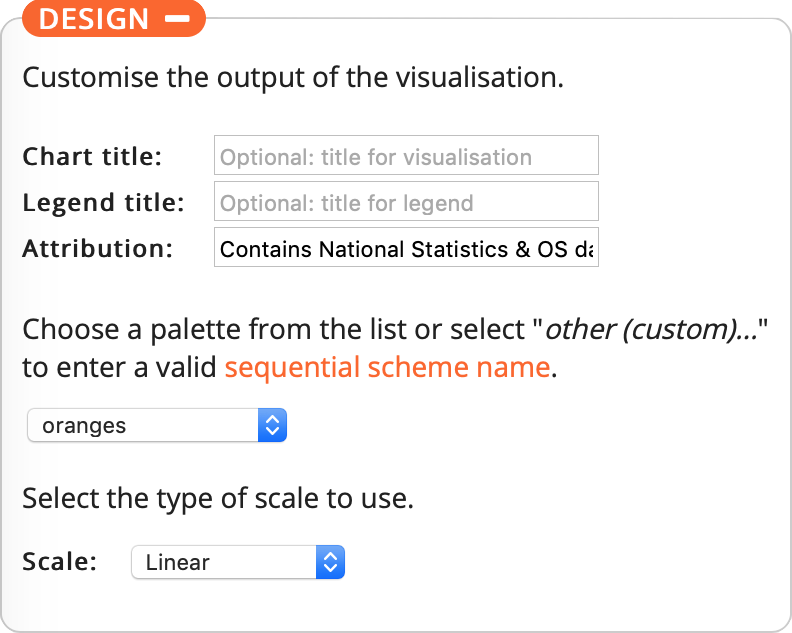 DESIGN
Customise the output of the visualisation.
Chart title: Optional: title for visualisation
Legend title: Optional: title for legend
Attribution: Contains National Statistics & OS da
Choose a palette from the list or select "other (custom)..."
to enter a valid sequential scheme name.
oranges
Select the type of scale to use.
Scale: Linear